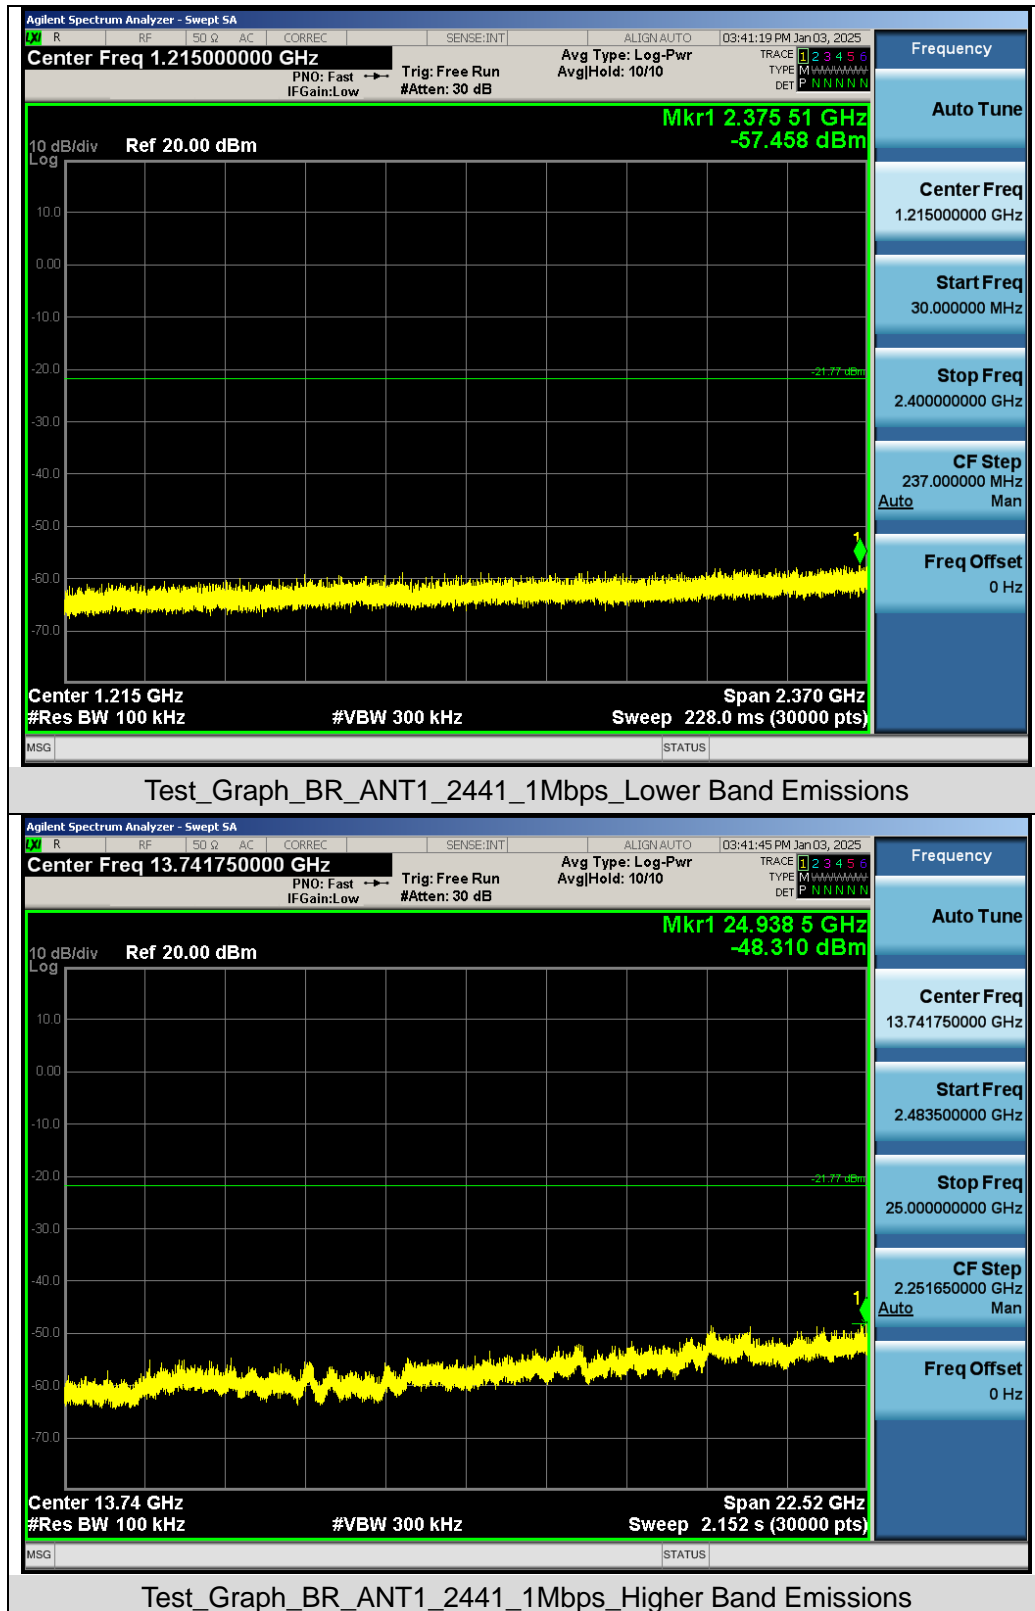 Agilent Spectrum Analyzer - Swept SA
LXI R RF 50 Ω AC CORREC SENSE:INT ALIGN AUTO 03:41:19 PM Jan 03, 2025
Center Freq 1.215000000 GHz
PNO: Fast
IFGain:Low
Trig: Free Run
#Atten: 30 dB
Avg Type: Log-Pwr
Avg|Hold: 10/10
TRACE 1 2 3 4 5 6
TYPE M
DET P N N N N N
Mkr1 2.375 51 GHz
-57.458 dBm
10 dB/div Ref 20.00 dBm
Log
10.0
0.00
-10.0
-20.0
-21.77 dBm
-30.0
-40.0
-50.0
1
-60.0
-70.0
Center 1.215 GHz Span 2.370 GHz
#Res BW 100 kHz #VBW 300 kHz Sweep 228.0 ms (30000 pts)
MSG STATUS
Frequency
Auto Tune
Center Freq
1.215000000 GHz
Start Freq
30.000000 MHz
Stop Freq
2.400000000 GHz
CF Step
237.000000 MHz
Auto Man
Freq Offset
0 Hz
Test_Graph_BR_ANT1_2441_1Mbps_Lower Band Emissions
Agilent Spectrum Analyzer - Swept SA
LXI R RF 50 Ω AC CORREC SENSE:INT ALIGN AUTO 03:41:45 PM Jan 03, 2025
Center Freq 13.741750000 GHz
PNO: Fast
IFGain:Low
Trig: Free Run
#Atten: 30 dB
Avg Type: Log-Pwr
Avg|Hold: 10/10
TRACE 1 2 3 4 5 6
TYPE M
DET P N N N N N
Mkr1 24.938 5 GHz
-48.310 dBm
10 dB/div Ref 20.00 dBm
Log
10.0
0.00
-10.0
-20.0
-21.77 dBm
-30.0
-40.0
1
-50.0
-60.0
-70.0
Center 13.74 GHz Span 22.52 GHz
#Res BW 100 kHz #VBW 300 kHz Sweep 2.152 s (30000 pts)
MSG STATUS
Frequency
Auto Tune
Center Freq
13.741750000 GHz
Start Freq
2.483500000 GHz
Stop Freq
25.000000000 GHz
CF Step
2.251650000 GHz
Auto Man
Freq Offset
0 Hz
Test_Graph_BR_ANT1_2441_1Mbps_Higher Band Emissions